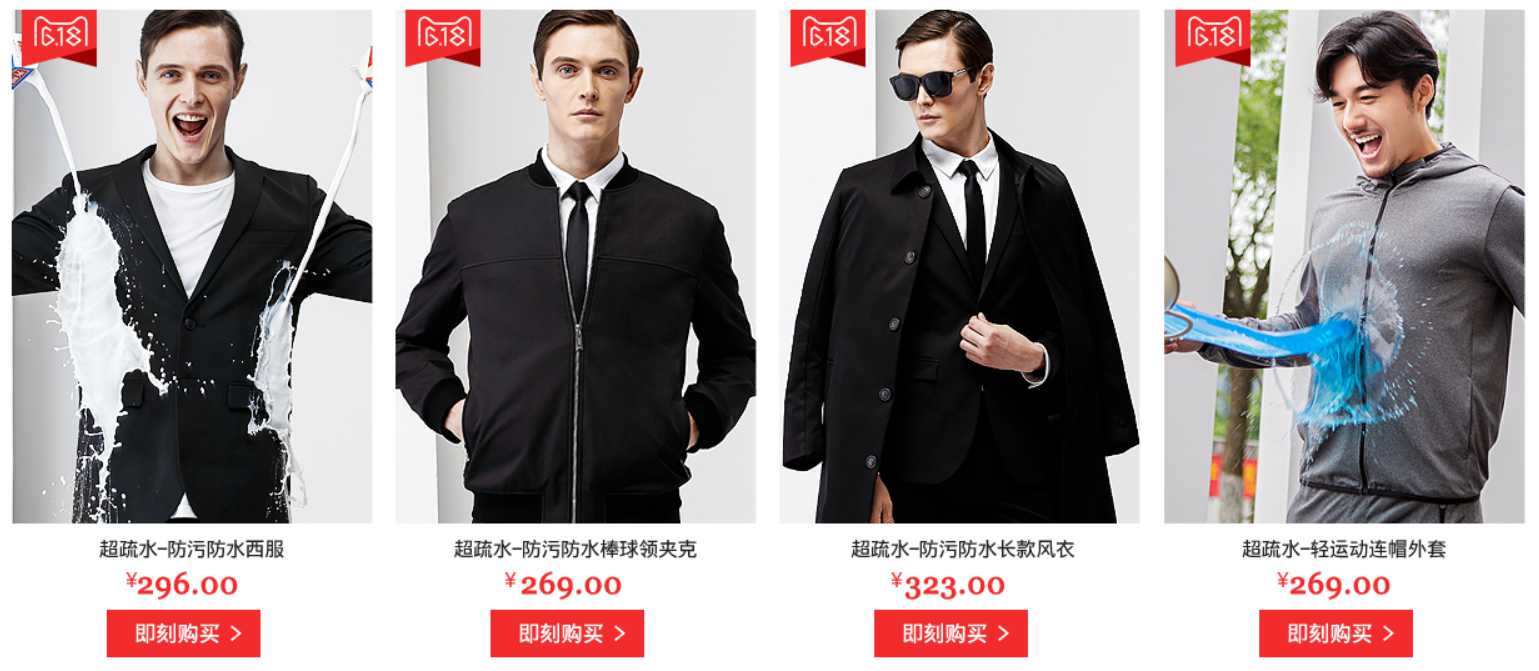 6.18
6.18
6.18
6.18
超疏水-防污防水西服
¥296.00
即刻购买 >
超疏水-防污防水棒球领夹克
¥269.00
即刻购买 >
超疏水-防污防水长款风衣
¥323.00
即刻购买 >
超疏水-轻运动连帽外套
¥269.00
即刻购买 >